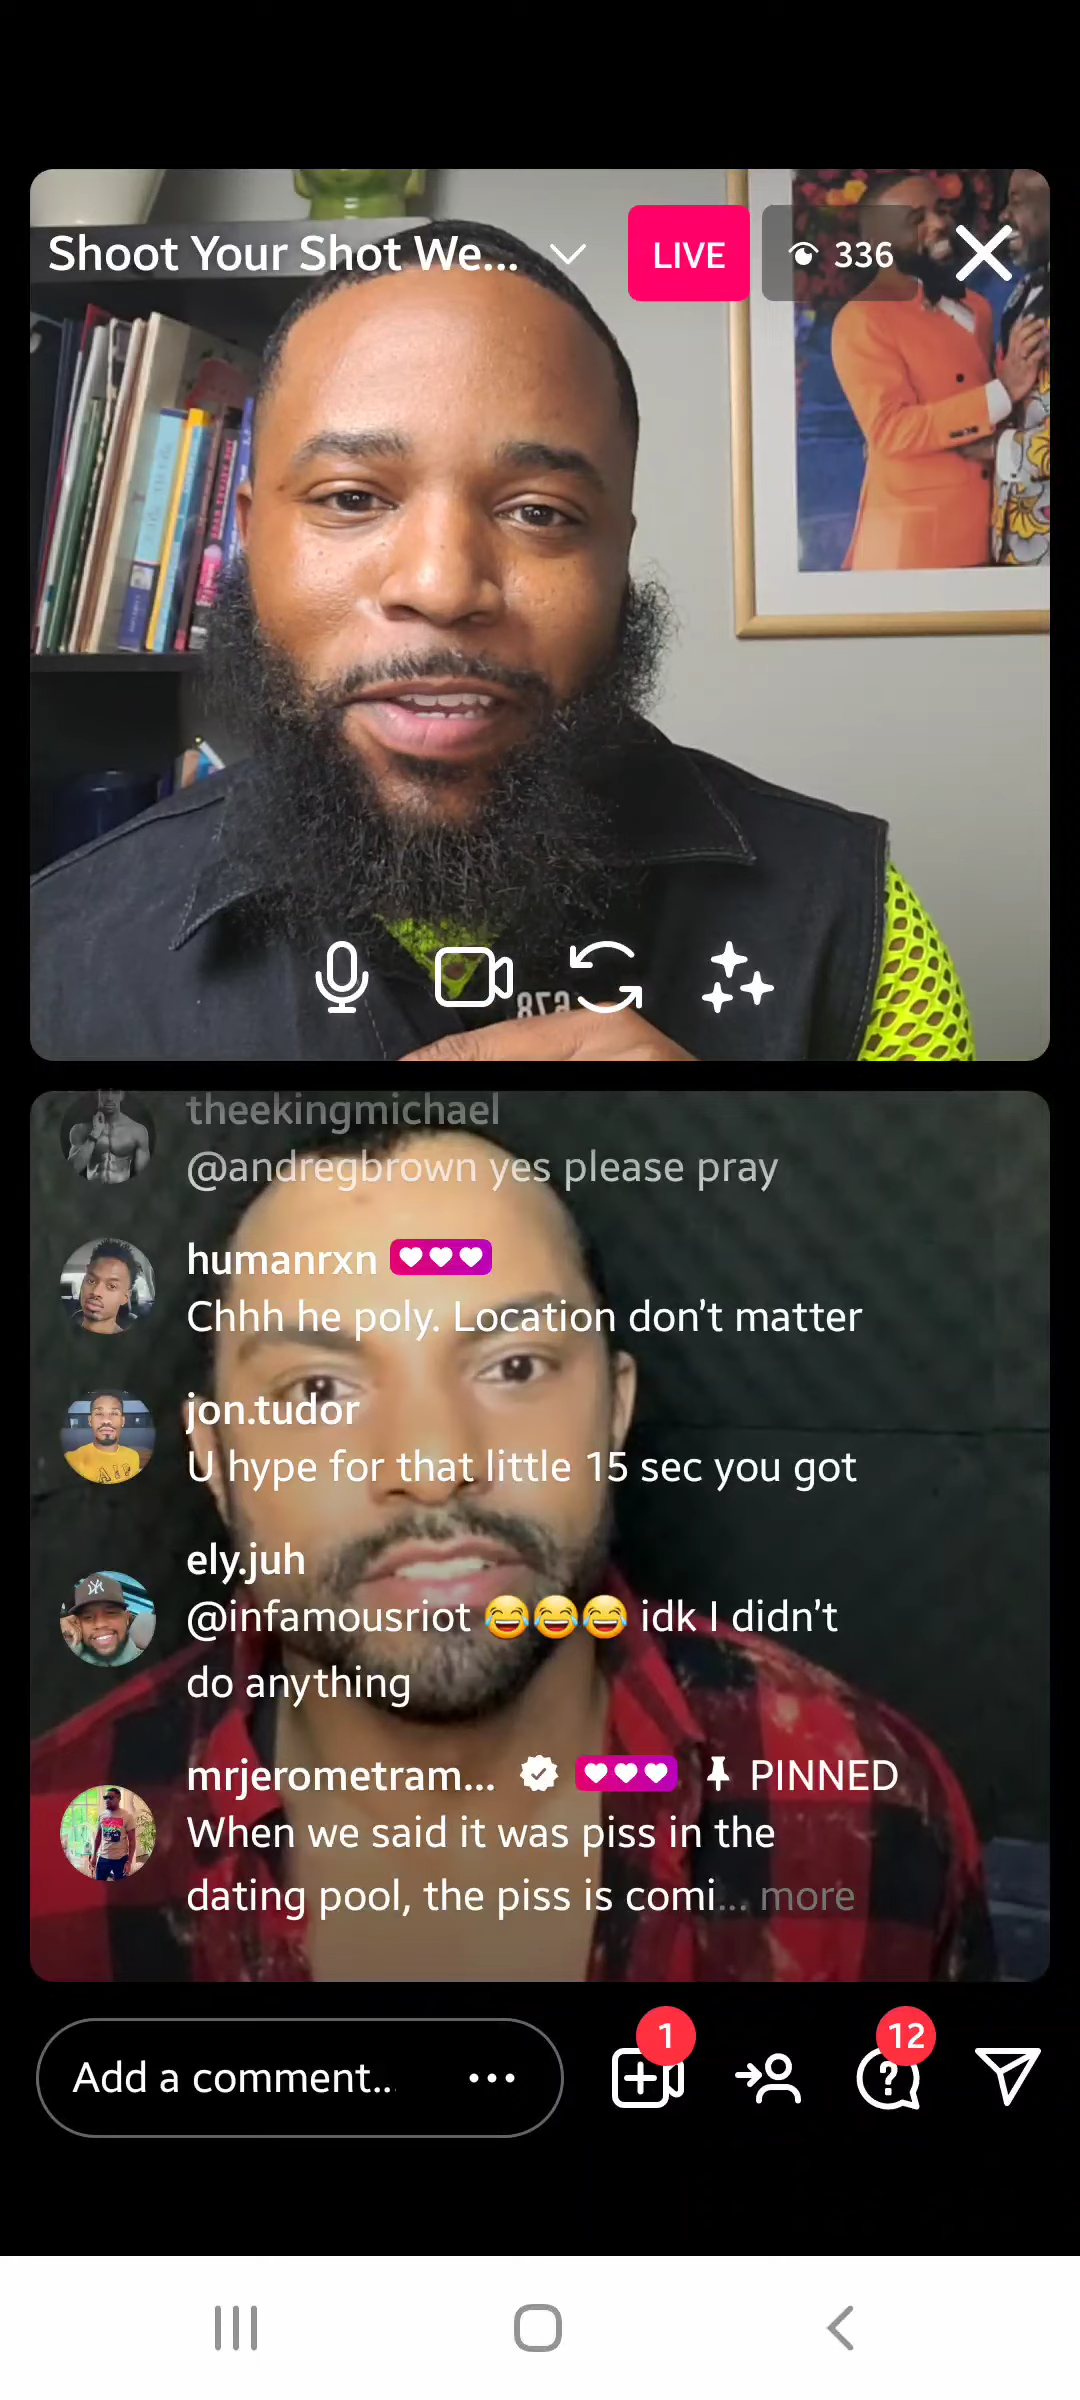 Shoot Your Shot We...
LIVE
336
678
theekingmichael
@andregbrown yes please pray
humanrxn
Chhh he poly. Location don't matter
jon.tudor
U hype for that little 15 sec you got
ely.juh
@infamousriot 😂😂😂 idk I didn't
do anything
mrjerometram... PINNED
When we said it was piss in the
dating pool, the piss is comi... more
Add a comment...
1
12